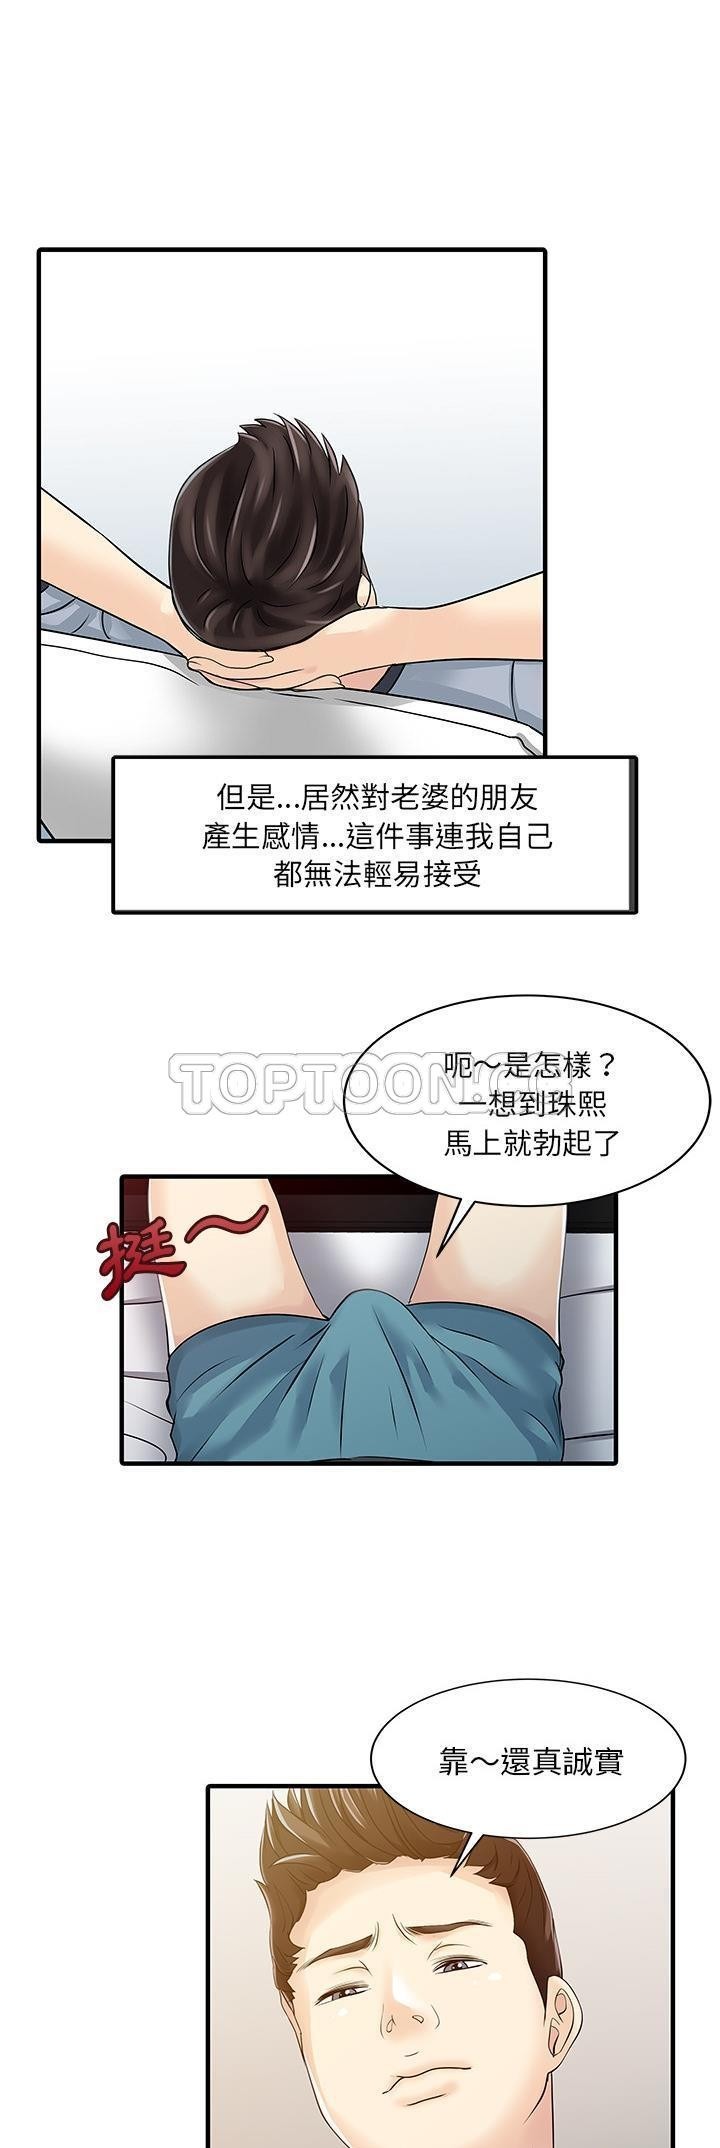 但是...居然對老婆的朋友
產生感情...這件事連我自己
都無法輕易接受
呃～是怎樣？
一想到珠熙
馬上就勃起了
TOPTOON.CC
挺～
靠～還真誠實